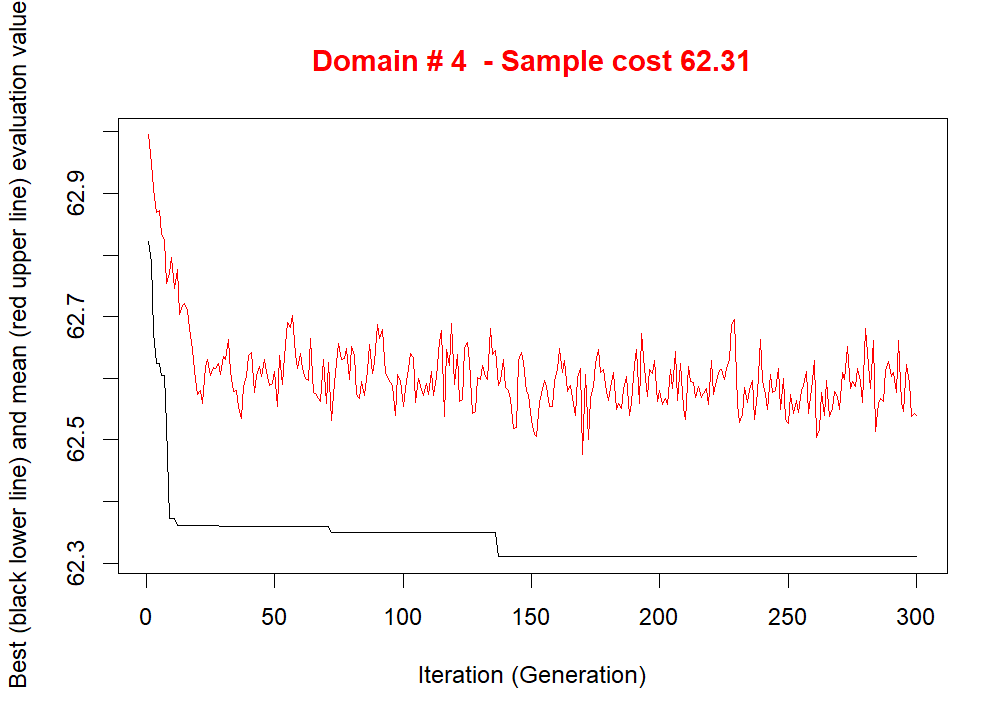 Domain # 4  - Sample cost 62.31
Best (black lower line) and mean (red upper line) evaluation value
62.9
62.7
62.5
62.3
0 50 100 150 200 250 300
Iteration (Generation)